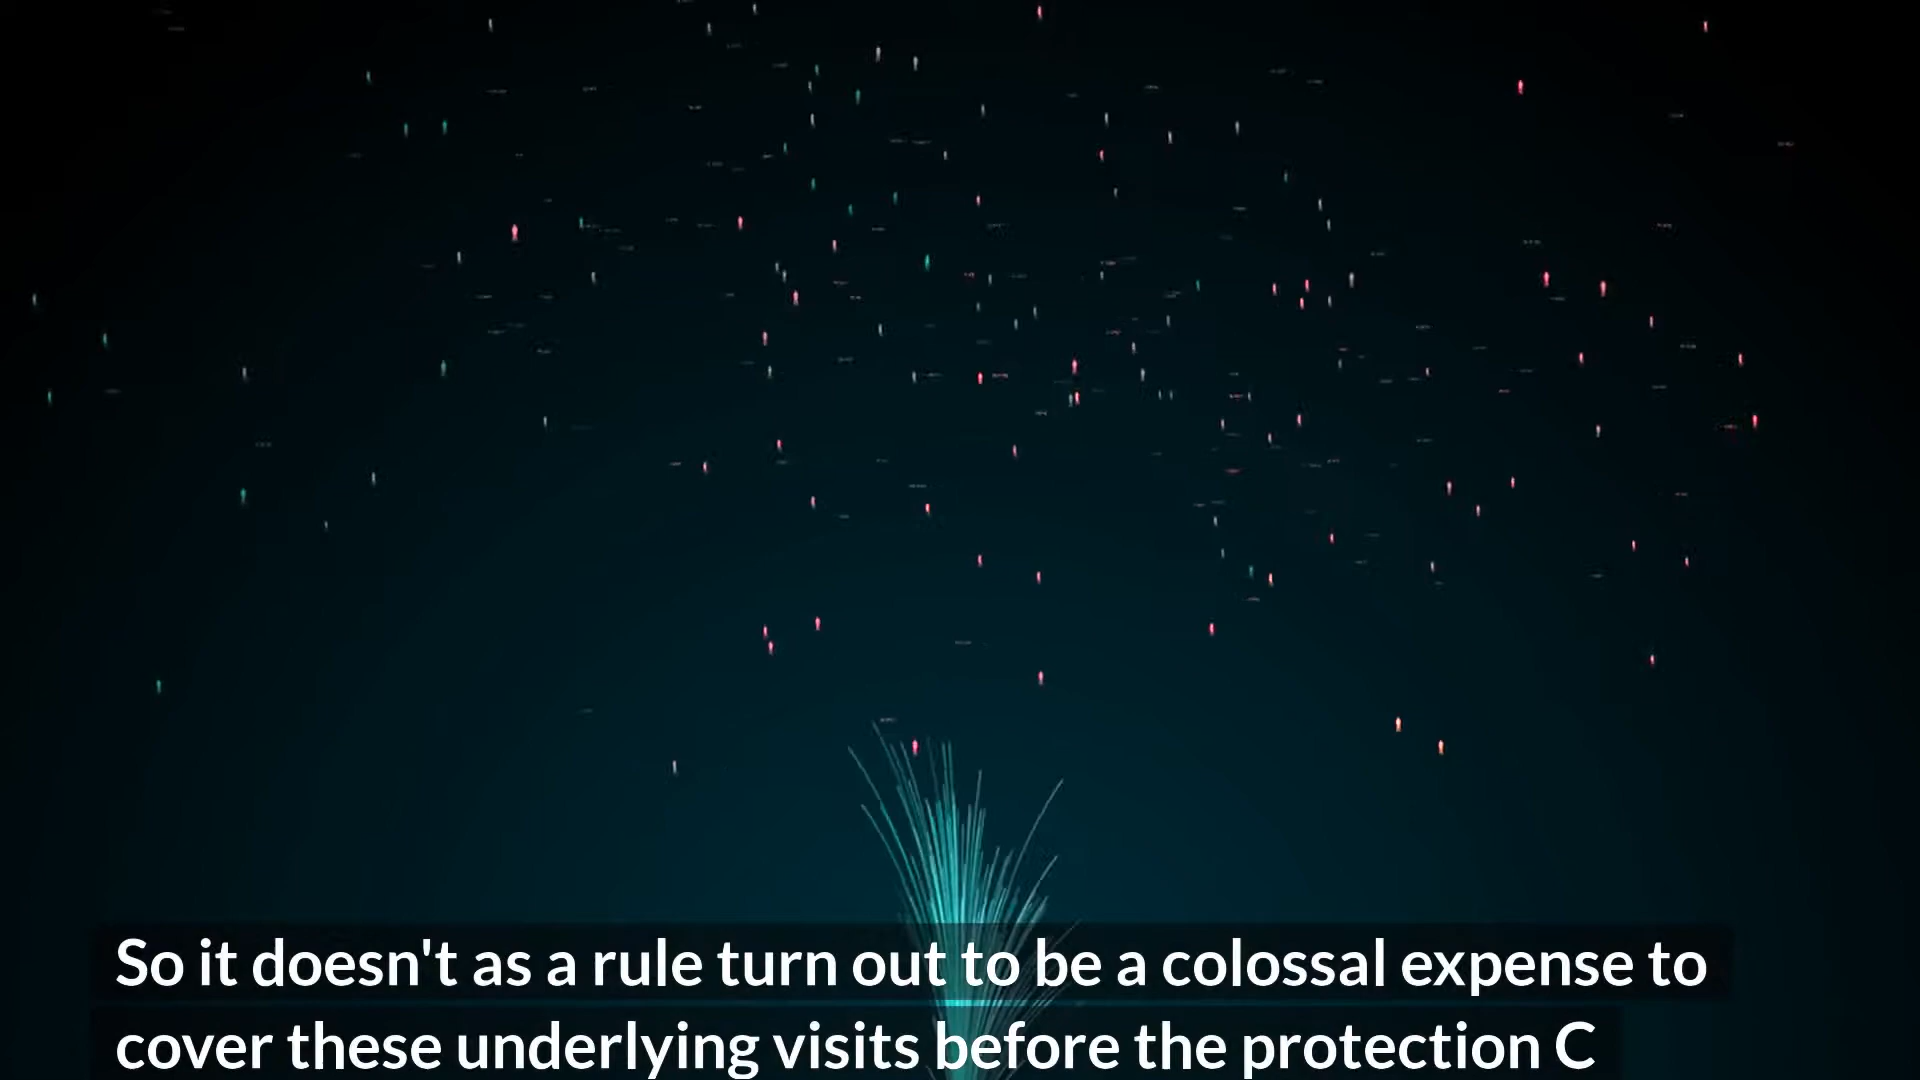 So it doesn't as a rule turn out to be a colossal expense to
cover these underlying visits before the protection C